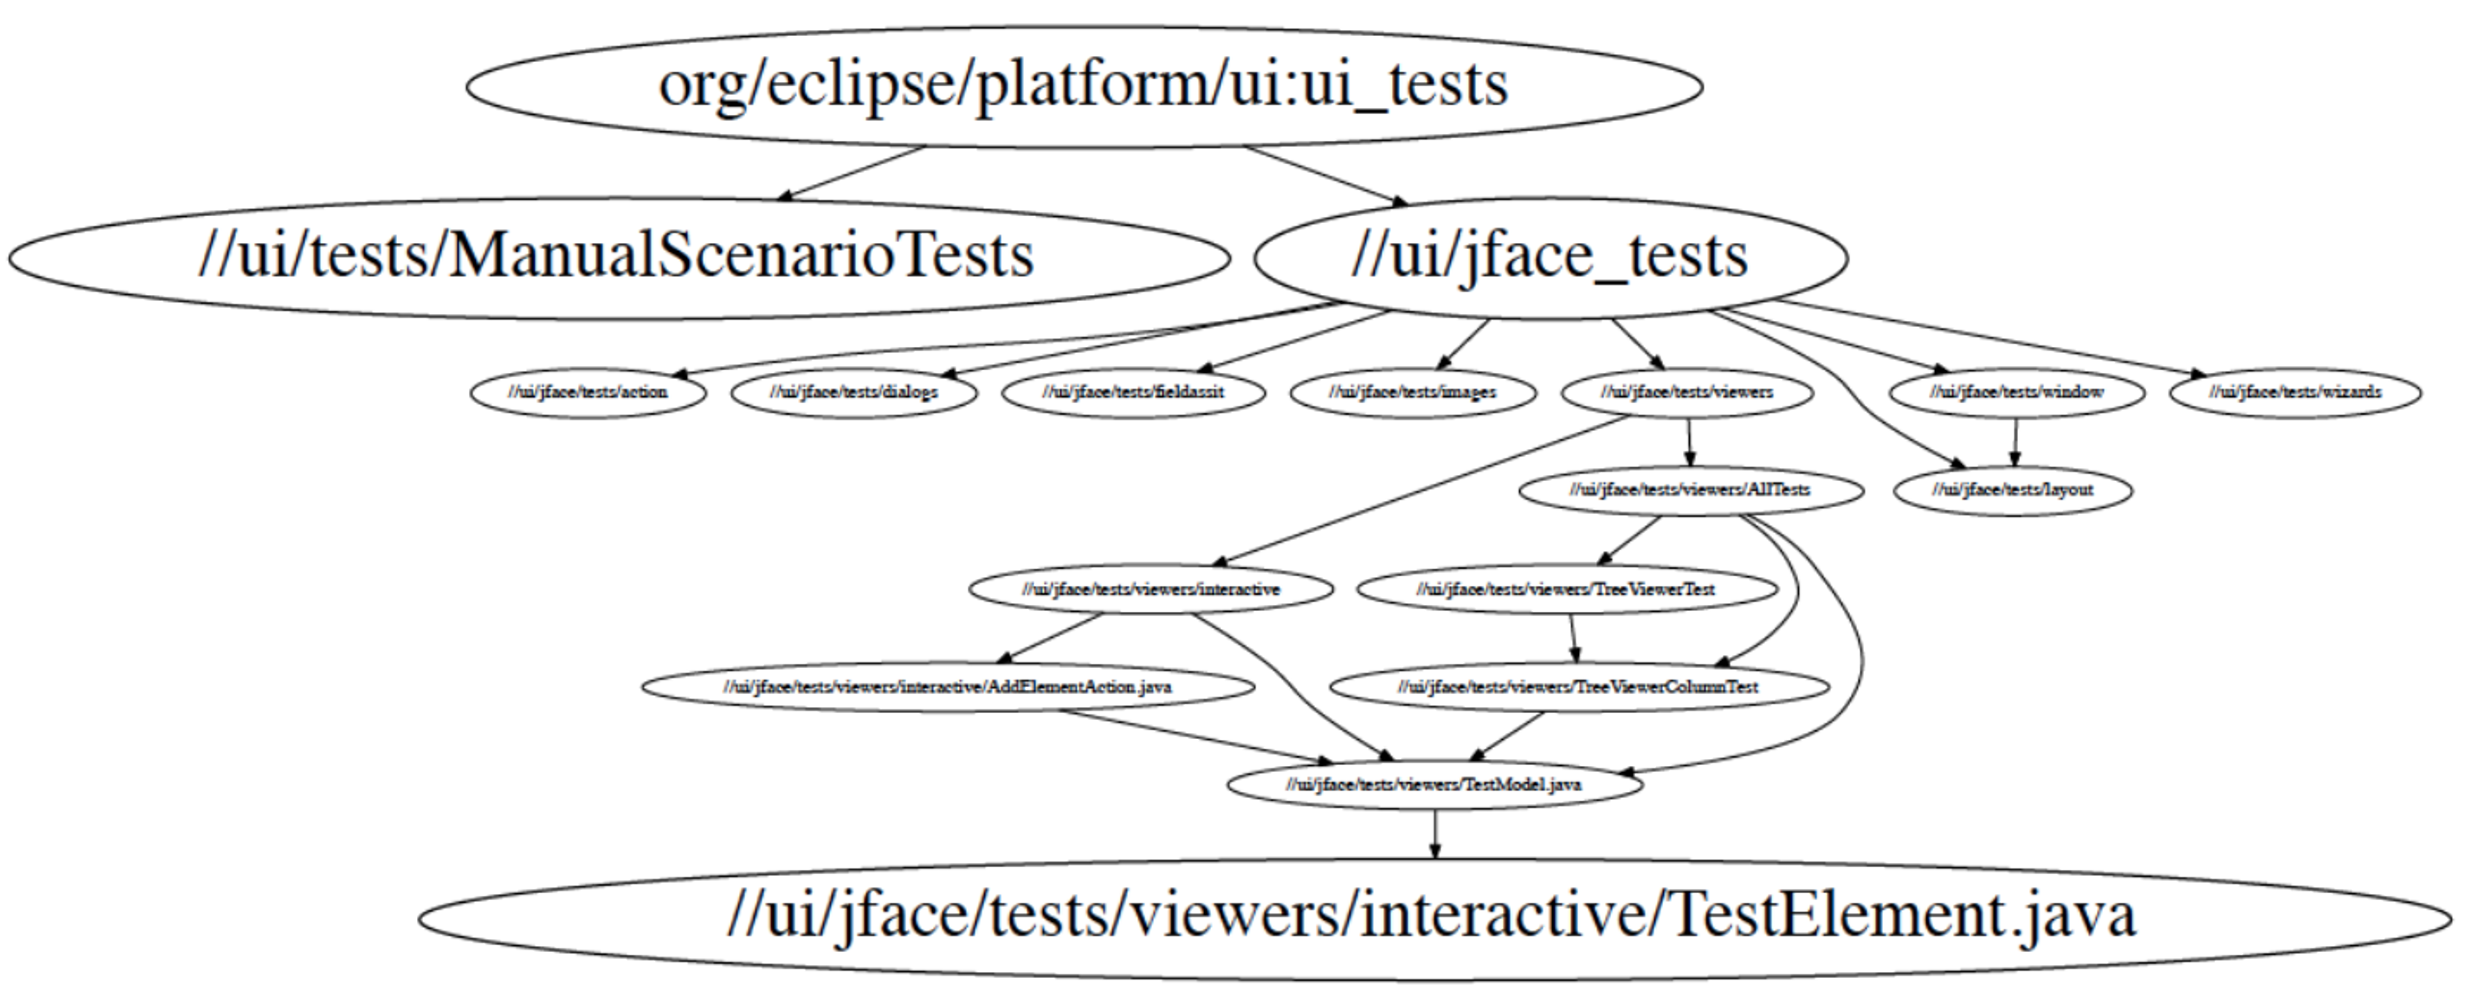 org/eclipse/platform/ui:ui_tests
//ui/tests/ManualScenarioTests
//ui/jface_tests
//ui/jface/tests/action
//ui/jface/tests/dialogs
//ui/jface/tests/fieldassit
//ui/jface/tests/images
//ui/jface/tests/viewers
//ui/jface/tests/window
//ui/jface/tests/wizards
//ui/jface/tests/viewers/AllTests
//ui/jface/tests/layout
//ui/jface/tests/viewers/interactive
//ui/jface/tests/viewers/TreeViewerTest
//ui/jface/tests/viewers/interactive/AddElementAction.java
//ui/jface/tests/viewers/TreeViewerColumnTest
//ui/jface/tests/viewers/TestModel.java
//ui/jface/tests/viewers/interactive/TestElement.java